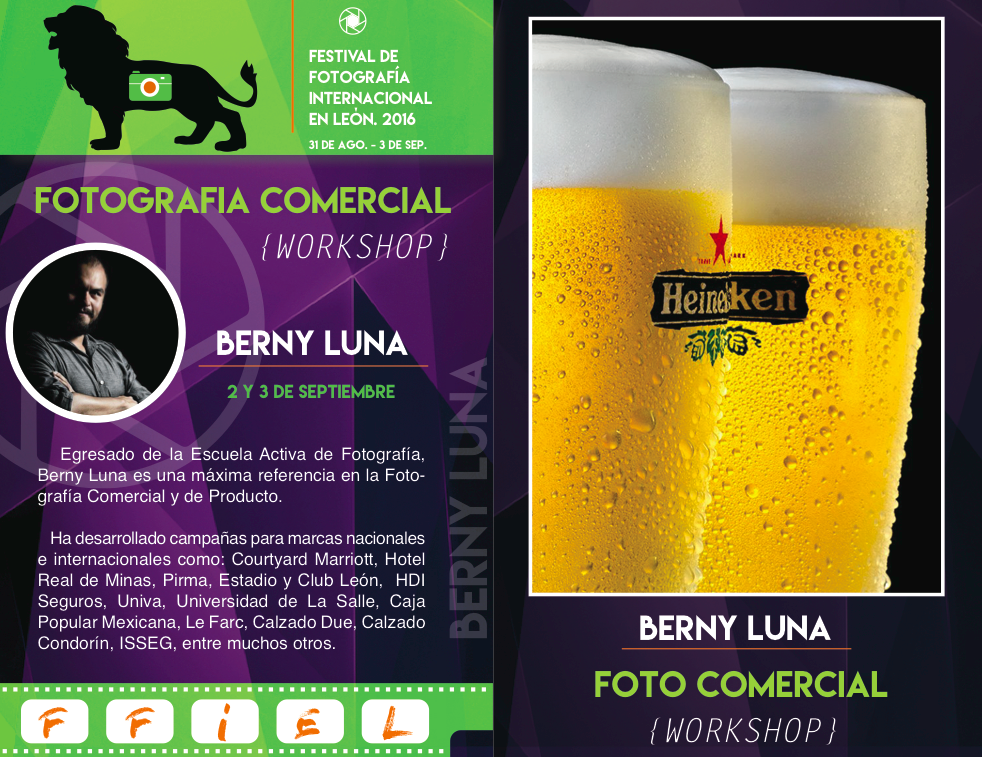 FESTIVAL DE
FOTOGRAFÍA
INTERNACIONAL
EN LEÓN. 2016
31 DE AGO. - 3 DE SEP.
FOTOGRAFIA COMERCIAL
{WORKSHOP}
BERNY LUNA
2 Y 3 DE SEPTIEMBRE
BERNY LUNA
Egresado de la Escuela Activa de Fotografía,
Berny Luna es una máxima referencia en la Foto-
grafía Comercial y de Producto.
Ha desarrollado campañas para marcas nacionales
e internacionales como: Courtyard Marriott, Hotel
Real de Minas, Pirma, Estadio y Club León, HDI
Seguros, Univa, Universidad de La Salle, Caja
Popular Mexicana, Le Farc, Calzado Due, Calzado
Condorín, ISSEG, entre muchos otros.
F F i E L
Heineken
BERNY LUNA
FOTO COMERCIAL
{WORKSHOP}